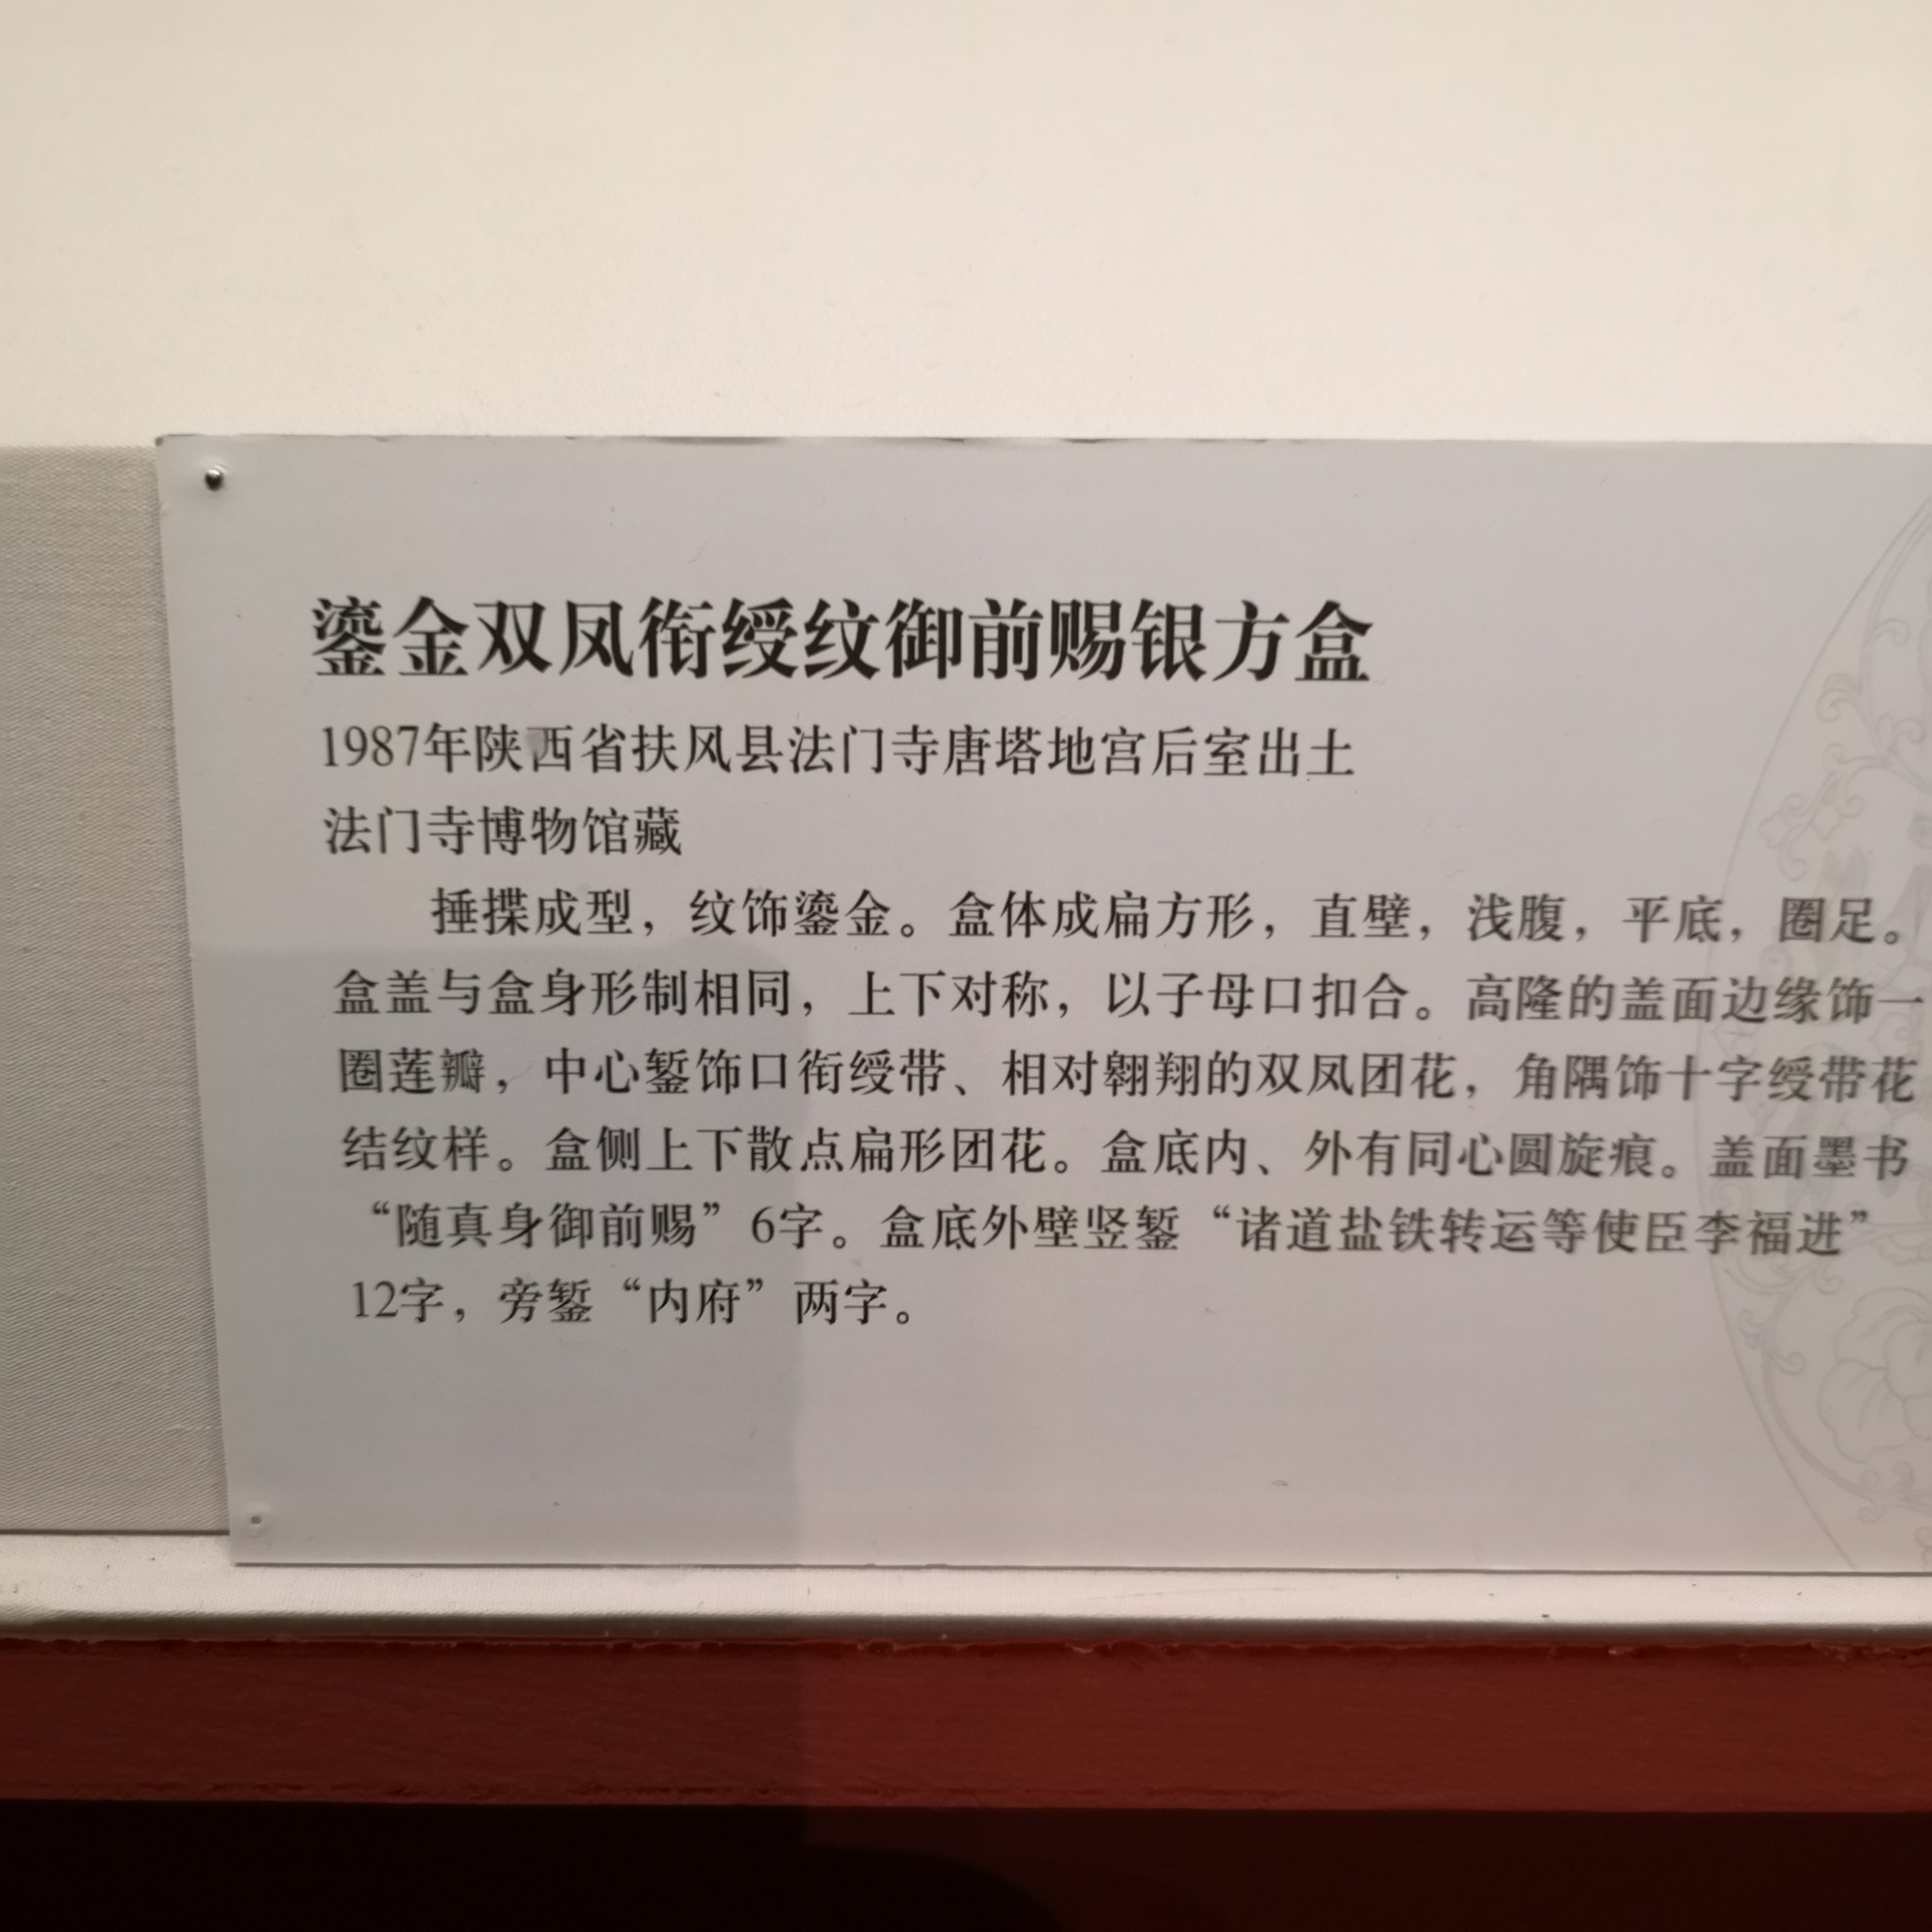 鎏金双凤衔绶纹御前赐银方盒
1987年陕西省扶风县法门寺唐塔地宫后室出土
法门寺博物馆藏
捶揲成型，纹饰鎏金。盒体成扁方形，直壁，浅腹，平底，圈足。
盒盖与盒身形制相同，上下对称，以子母口扣合。高隆的盖面边缘饰一
圈莲瓣，中心錾饰口衔绶带、相对翱翔的双凤团花，角隅饰十字绶带花
结纹样。盒侧上下散点扁形团花。盒底内、外有同心圆旋痕。盖面墨书
“随真身御前赐”6字。盒底外壁竖錾“诸道盐铁转运等使臣李福进”
12字，旁錾“内府”两字。